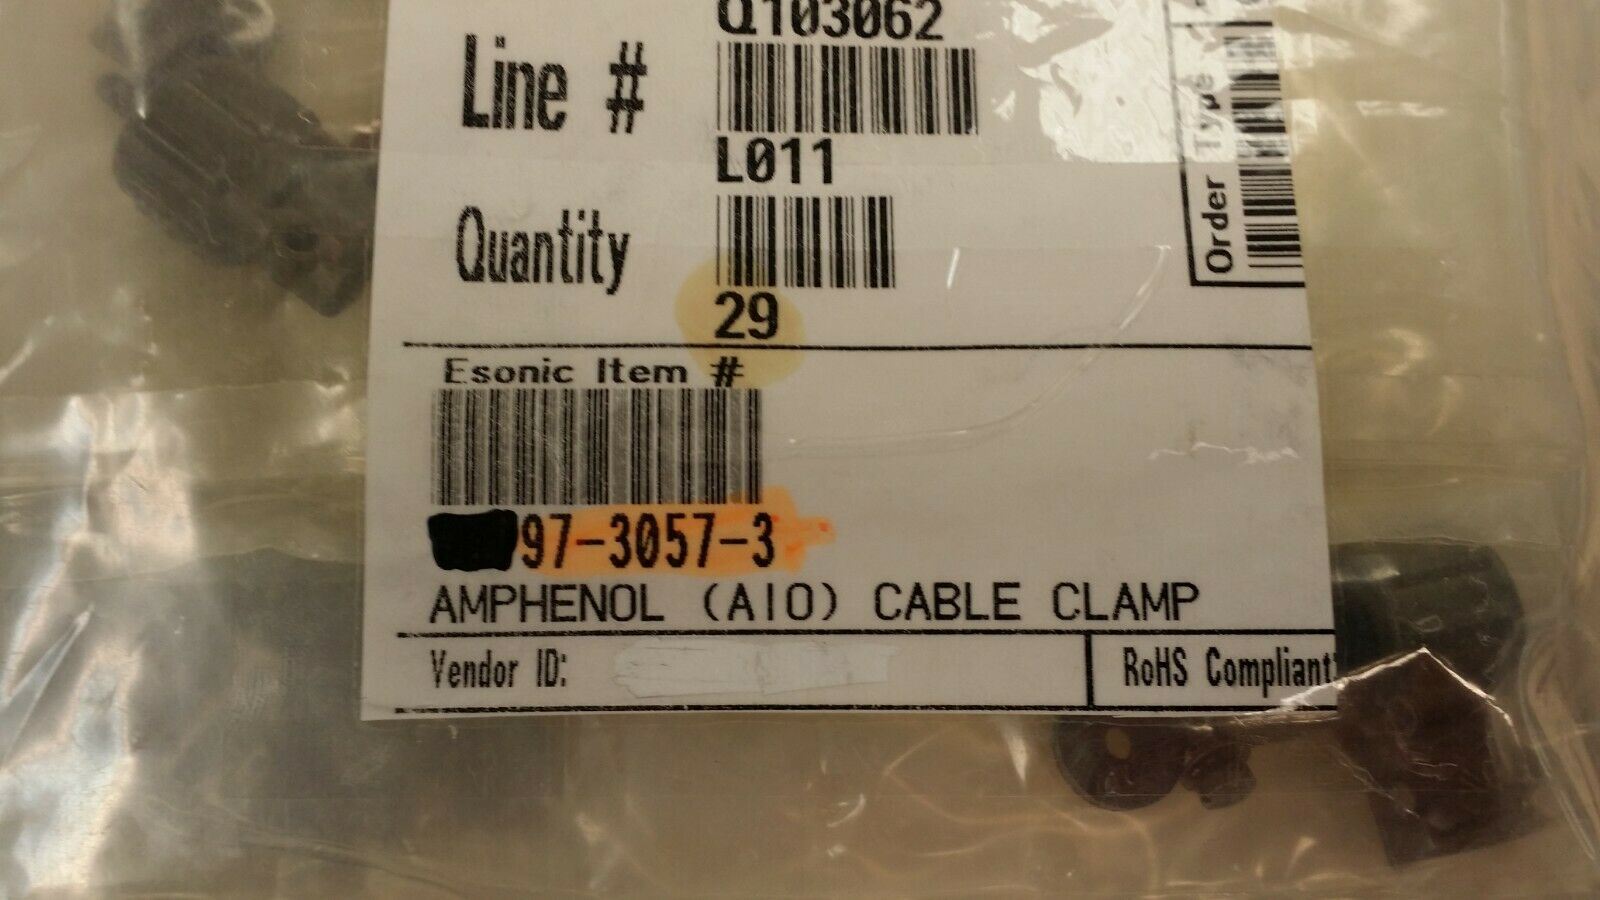 Q103062
Line #
L011
Quantity
29
Order Type
Esonic Item #
97-3057-3
AMPHENOL (AIO) CABLE CLAMP
Vendor ID:
RoHS Compliant